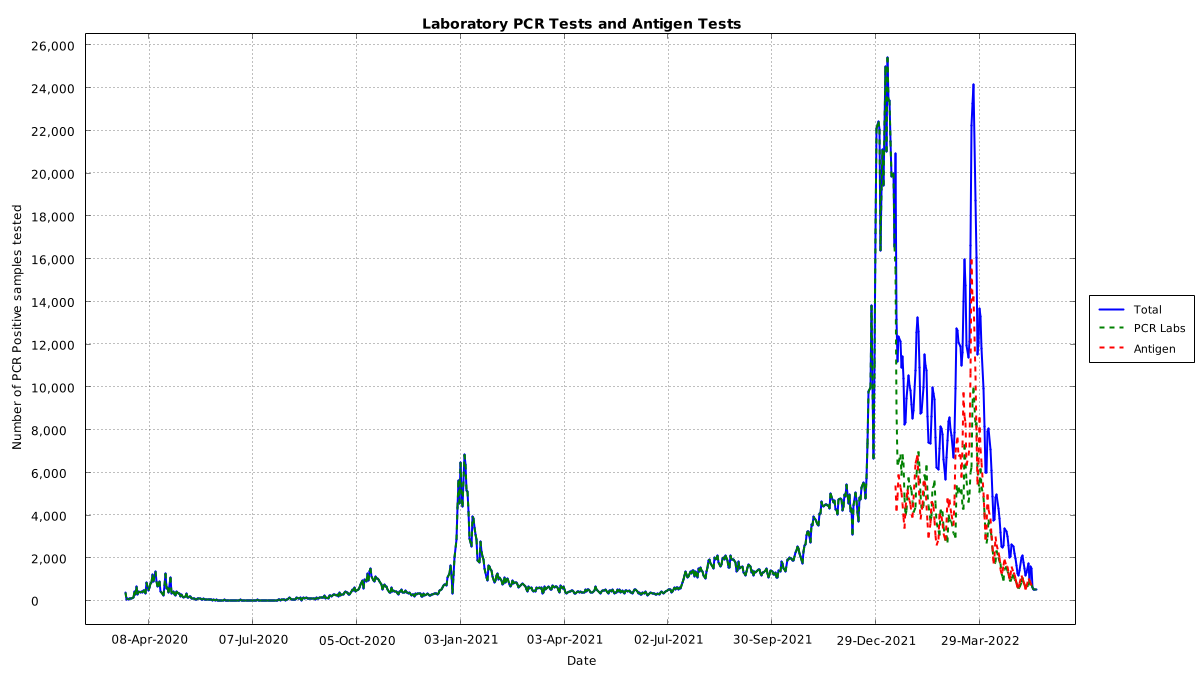 Laboratory PCR Tests and Antigen Tests
26,000
24,000
22,000
20,000
18,000
16,000
14,000
12,000
10,000
8,000
6,000
4,000
2,000
0
Number of PCR Positive samples tested
08-Apr-2020 07-Jul-2020 05-Oct-2020 03-Jan-2021 03-Apr-2021 02-Jul-2021 30-Sep-2021 29-Dec-2021 29-Mar-2022
Date
Total
PCR Labs
Antigen